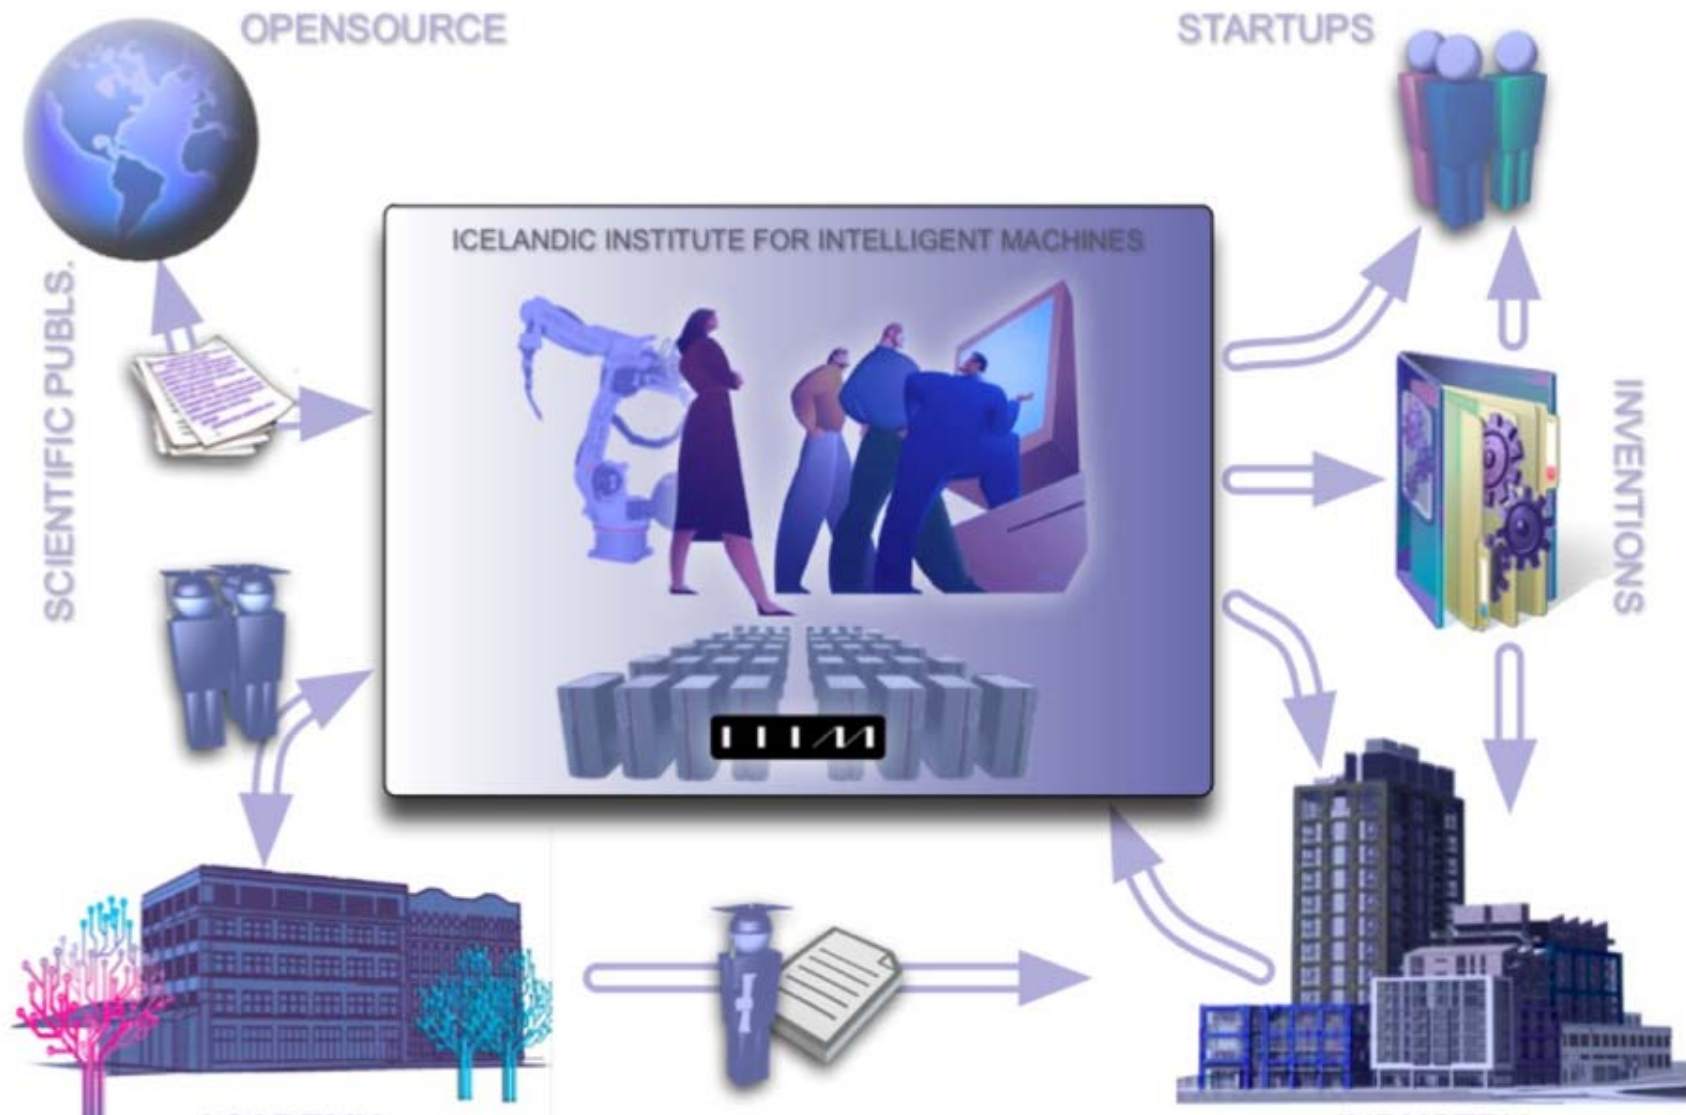 OPENSOURCE
STARTUPS
ICELANDIC INSTITUTE FOR INTELLIGENT MACHINES
SCIENTIFIC PUBLS.
INVENTIONS
IIIM